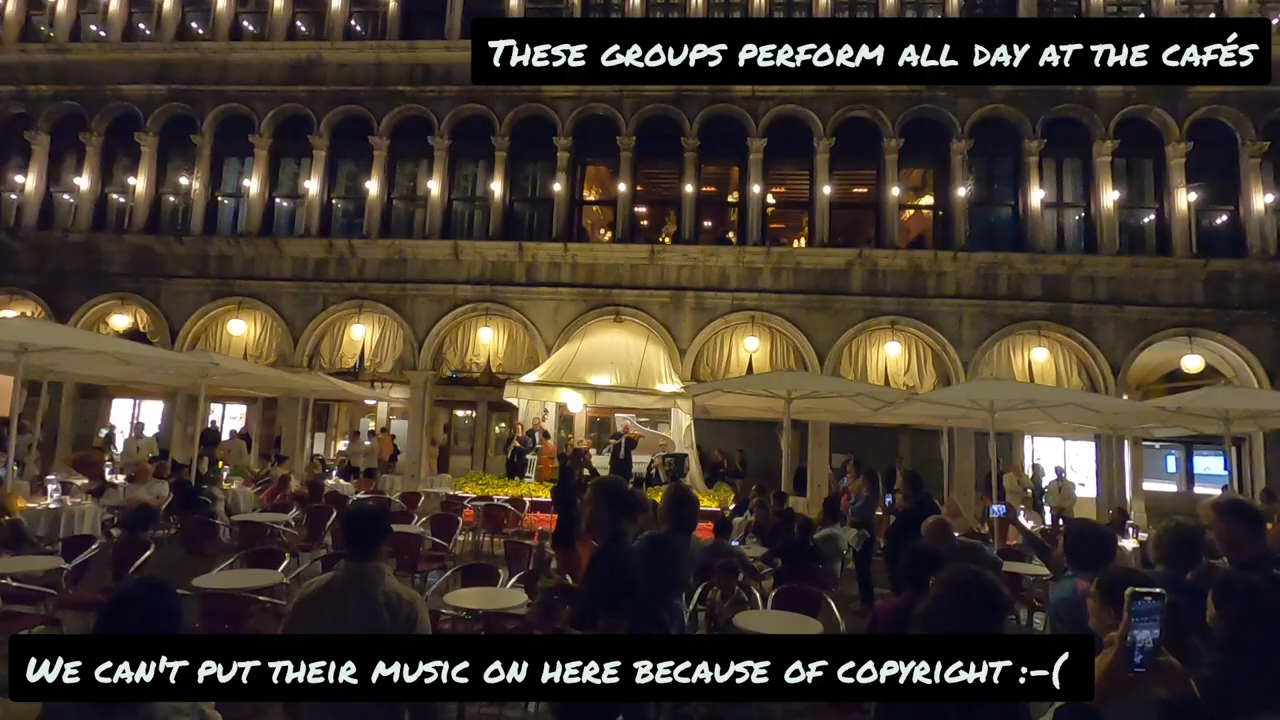 These groups perform all day at the cafés
We can't put their music on here because of copyright :-(